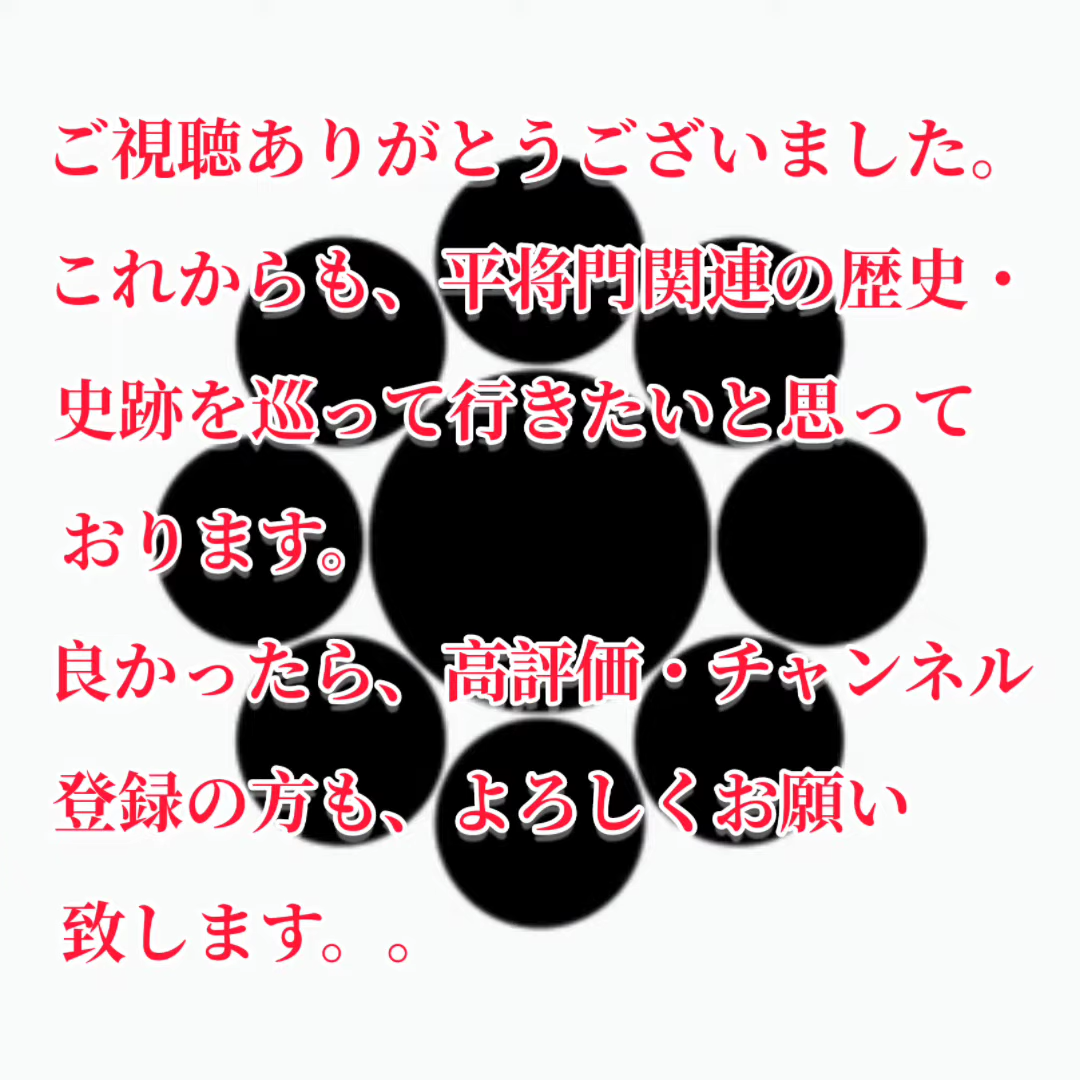 ご視聴ありがとうございました。
これからも、平将門関連の歴史・
史跡を巡って行きたいと思って
おります。
良かったら、高評価・チャンネル
登録の方も、よろしくお願い
致します。。